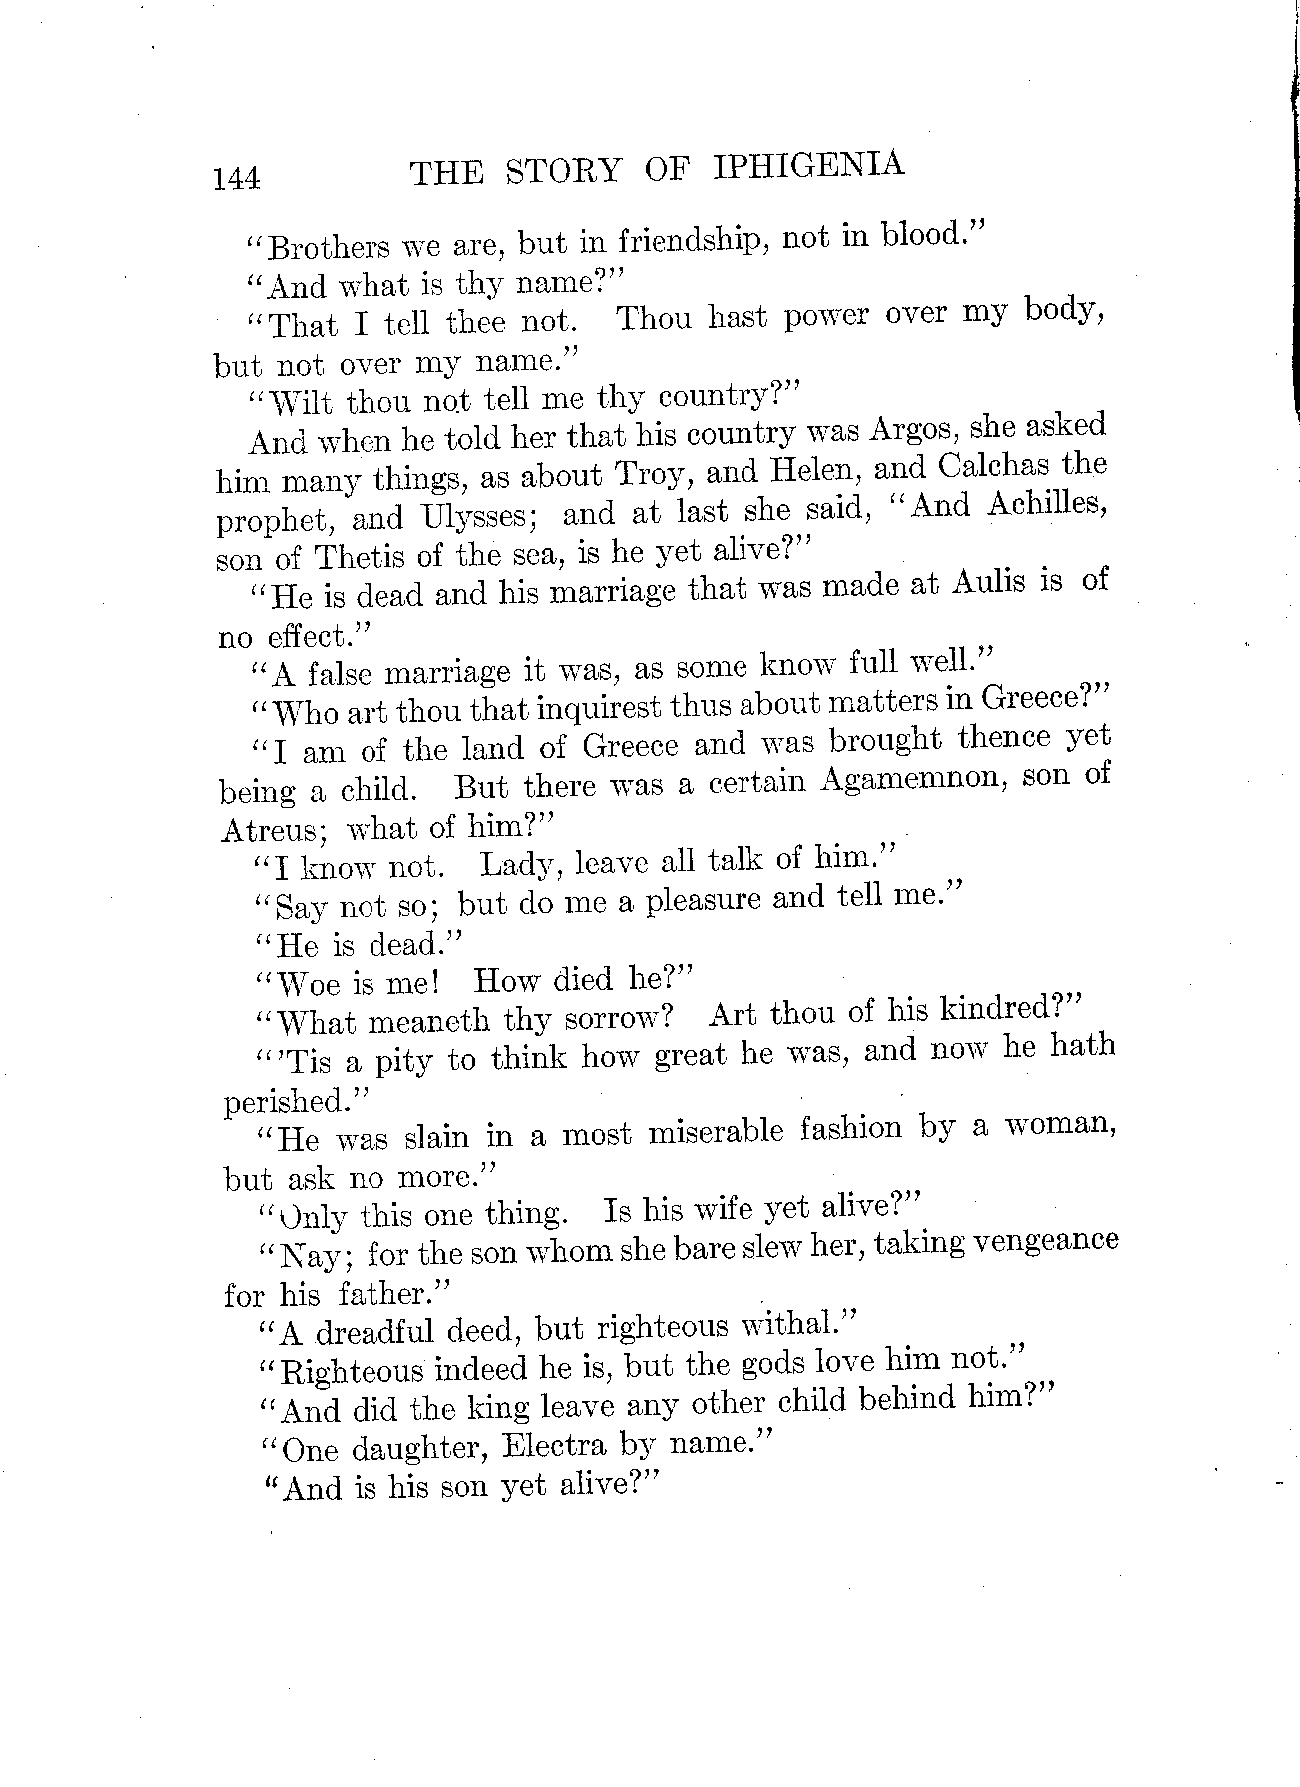 144 THE STORY OF IPHIGENIA
"Brothers we are, but in friendship, not in blood."
"And what is thy name?"
"That I tell thee not. Thou hast power over my body,
but not over my name."
"Wilt thou not tell me thy country?"
And when he told her that his country was Argos, she asked
him many things, as about Troy, and Helen, and Calchas the
prophet, and Ulysses; and at last she said, "And Achilles,
son of Thetis of the sea, is he yet alive?"
"He is dead and his marriage that was made at Aulis is of
no effect."
"A false marriage it was, as some know full well."
"Who art thou that inquirest thus about matters in Greece?"
"I am of the land of Greece and was brought thence yet
being a child. But there was a certain Agamemnon, son of
Atreus; what of him?"
"I know not. Lady, leave all talk of him."
"Say not so; but do me a pleasure and tell me."
"He is dead."
"Woe is me! How died he?"
"What meaneth thy sorrow? Art thou of his kindred?"
"'Tis a pity to think how great he was, and now he hath
perished."
"He was slain in a most miserable fashion by a woman,
but ask no more."
"Only this one thing. Is his wife yet alive?"
"Nay; for the son whom she bare slew her, taking vengeance
for his father."
"A dreadful deed, but righteous withal."
"Righteous indeed he is, but the gods love him not."
"And did the king leave any other child behind him?"
"One daughter, Electra by name."
"And is his son yet alive?"